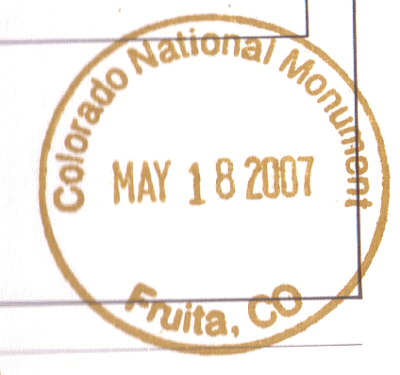 Colorado National Monument
MAY 18 2007
Fruita, CO